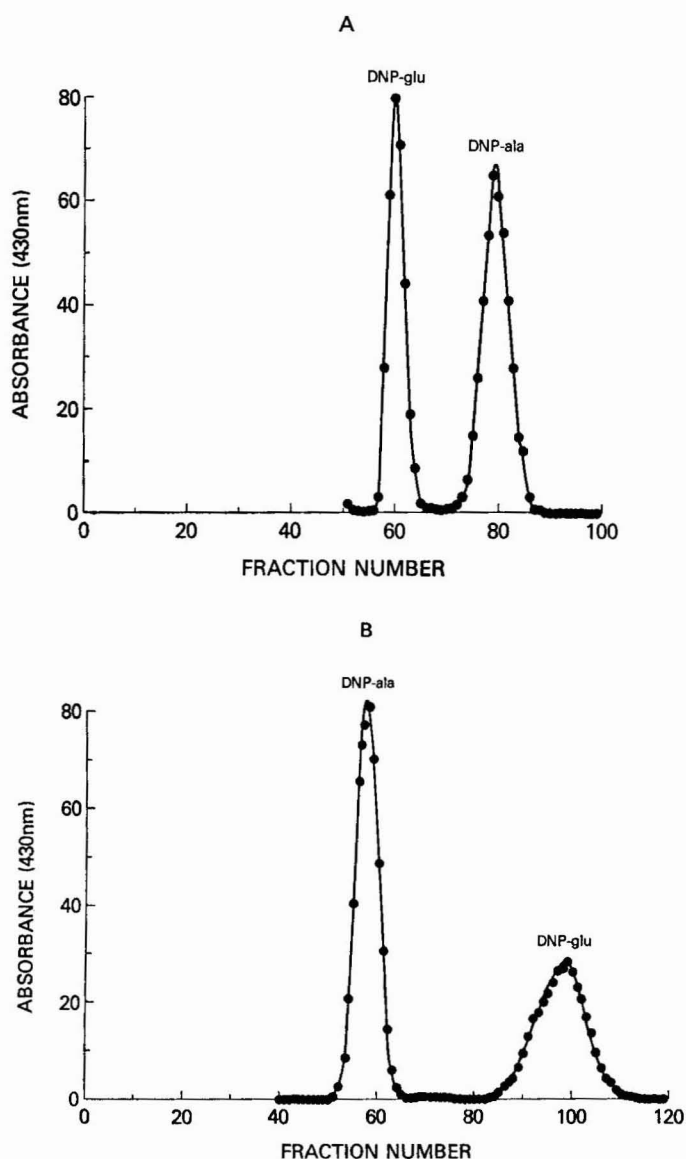 A
DNP-glu
DNP-ala
ABSORBANCE (430nm)
80
60
40
20
0
0 20 40 60 80 100
FRACTION NUMBER
B
DNP-ala
DNP-glu
ABSORBANCE (430nm)
80
60
40
20
0
0 20 40 60 80 100 120
FRACTION NUMBER